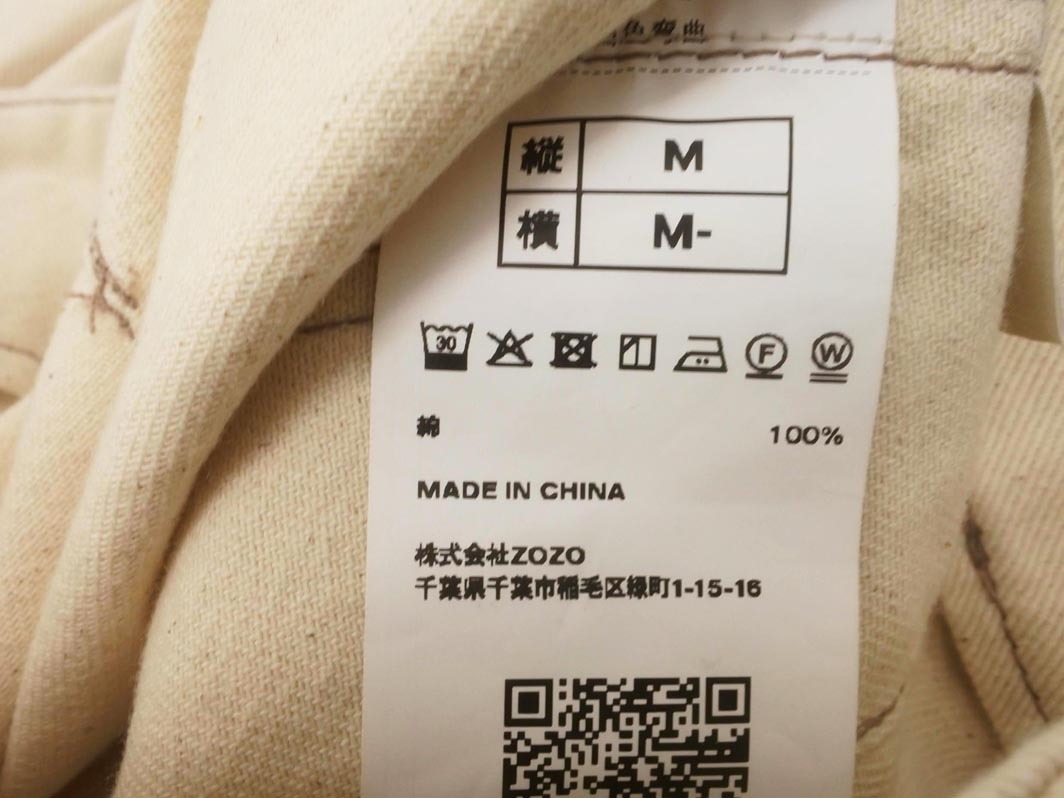 縦 M
横 M-
30 F W
綿 100%
MADE IN CHINA
株式会社ZOZO
千葉県千葉市稲毛区緑町1-15-16